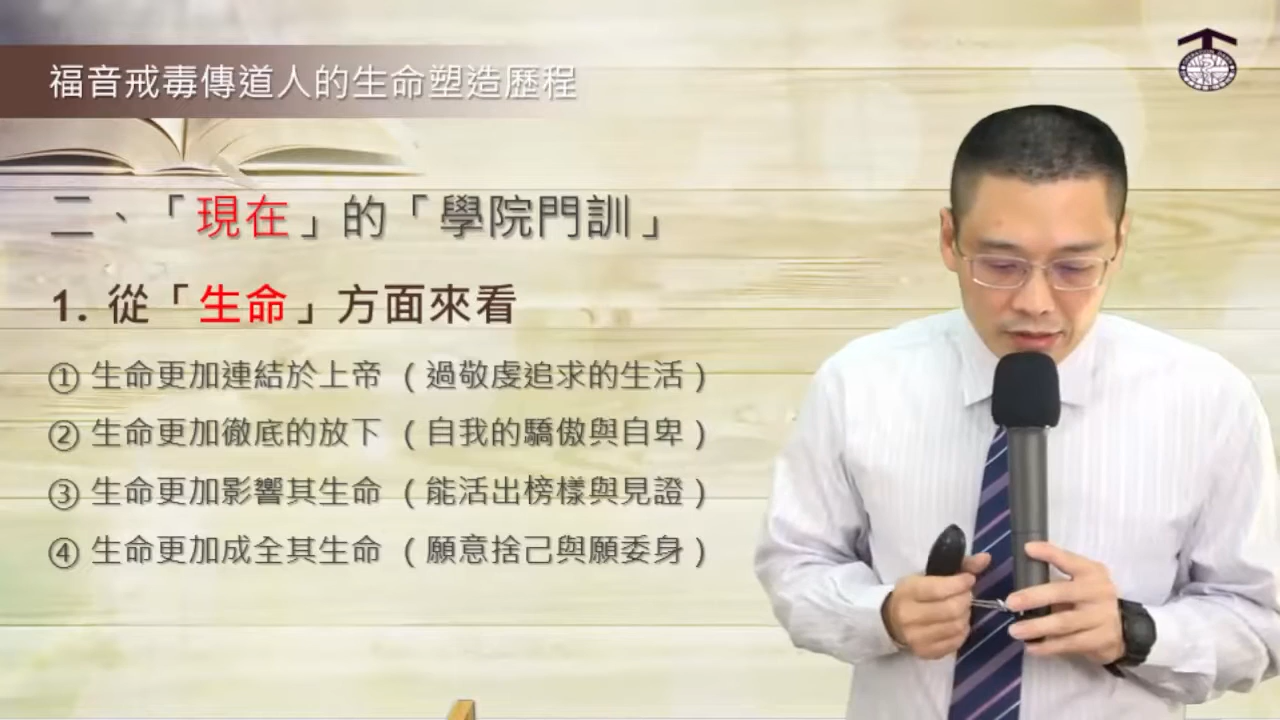 福音戒毒傳道人的生命塑造歷程
二、「現在」的「學院門訓」
1. 從「生命」方面來看
① 生命更加連結於上帝 （過敬虔追求的生活）
② 生命更加徹底的放下 （自我的驕傲與自卑）
③ 生命更加影響其生命 （能活出榜樣與見證）
④ 生命更加成全其生命 （願意捨己與願委身）